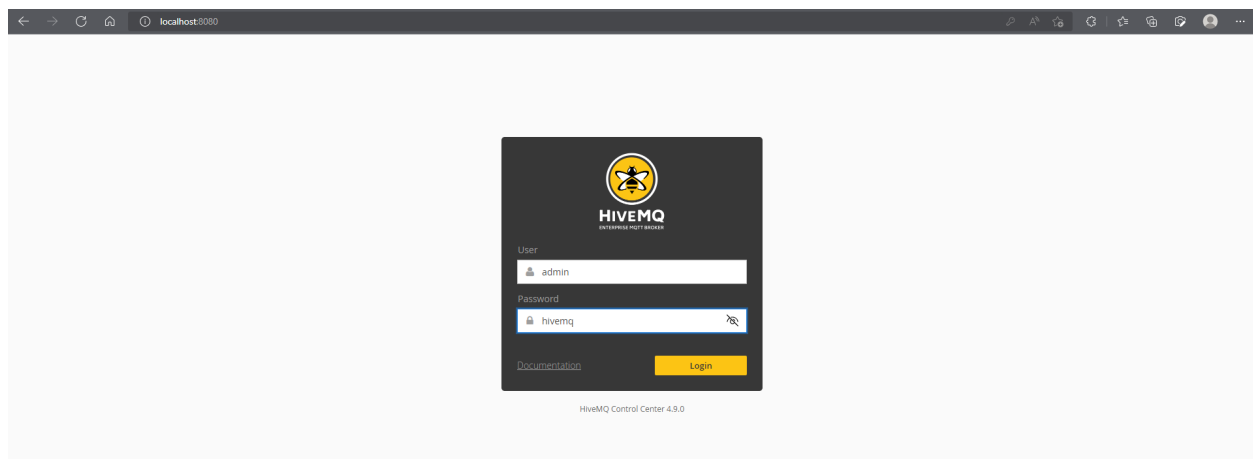 localhost:8080
HIVEMQ
ENTERPRISE MQTT BROKER
User
admin
Password
hivemq
Documentation
Login
HiveMQ Control Center 4.9.0